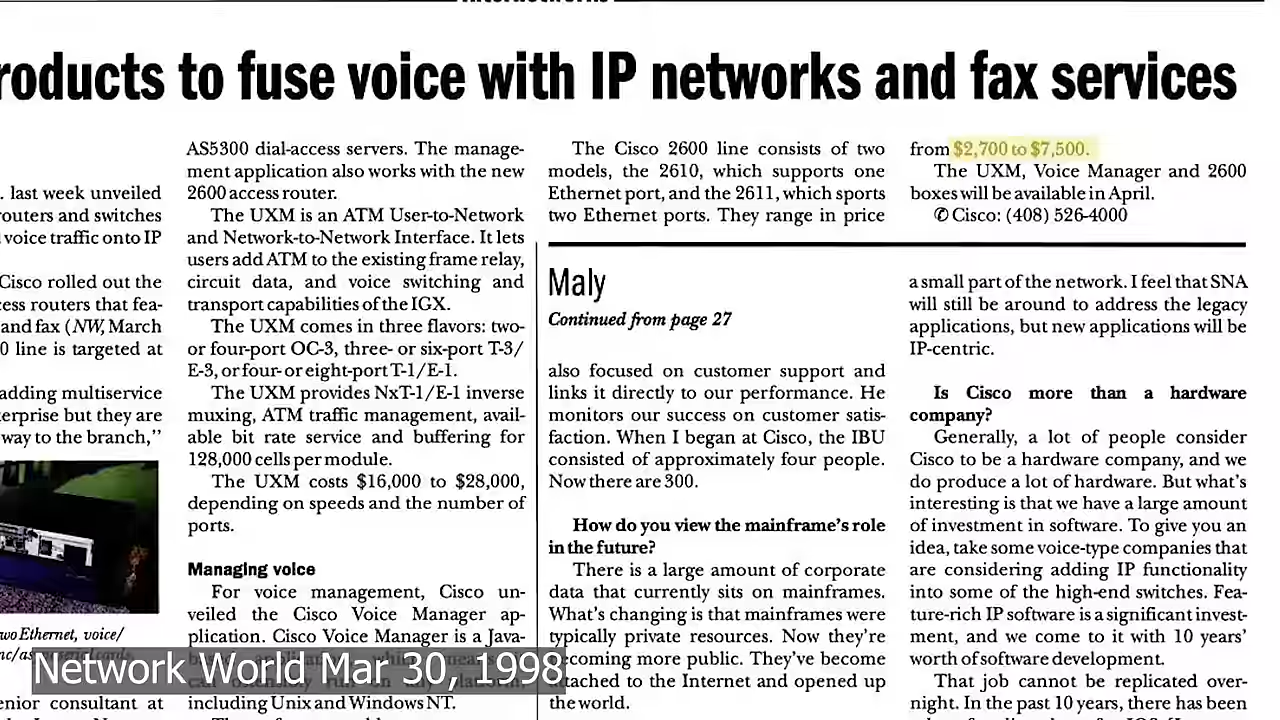 roducts to fuse voice with IP networks and fax services
. last week unveiled
routers and switches
voice traffic onto IP
Cisco rolled out the
cess routers that fea-
and fax (NW, March
0 line is targeted at
adding multiservice
terprise but they are
way to the branch,"
wo Ethernet, voice/
enior consultant at
AS5300 dial-access servers. The manage-
ment application also works with the new
2600 access router.
The UXM is an ATM User-to-Network
and Network-to-Network Interface. It lets
users add ATM to the existing frame relay,
circuit data, and voice switching and
transport capabilities of the IGX.
The UXM comes in three flavors: two-
or four-port OC-3, three- or six-port T-3/
E-3, or four- or eight-port T-1/E-1.
The UXM provides NxT-1/E-1 inverse
muxing, ATM traffic management, avail-
able bit rate service and buffering for
128,000 cells per module.
The UXM costs $16,000 to $28,000,
depending on speeds and the number of
ports.
Managing voice
For voice management, Cisco un-
veiled the Cisco Voice Manager ap-
plication. Cisco Voice Manager is a Java-
including Unix and Windows NT.
The Cisco 2600 line consists of two
models, the 2610, which supports one
Ethernet port, and the 2611, which sports
two Ethernet ports. They range in price
from $2,700 to $7,500.
The UXM, Voice Manager and 2600
boxes will be available in April.
✆ Cisco: (408) 526-4000
Maly
Continued from page 27
also focused on customer support and
links it directly to our performance. He
monitors our success on customer satis-
faction. When I began at Cisco, the IBU
consisted of approximately four people.
Now there are 300.
How do you view the mainframe's role
in the future?
There is a large amount of corporate
data that currently sits on mainframes.
What's changing is that mainframes were
typically private resources. Now they're
becoming more public. They've become
attached to the Internet and opened up
the world.
a small part of the network. I feel that SNA
will still be around to address the legacy
applications, but new applications will be
IP-centric.
Is Cisco more than a hardware
company?
Generally, a lot of people consider
Cisco to be a hardware company, and we
do produce a lot of hardware. But what's
interesting is that we have a large amount
of investment in software. To give you an
idea, take some voice-type companies that
are considering adding IP functionality
into some of the high-end switches. Fea-
ture-rich IP software is a significant invest-
ment, and we come to it with 10 years'
worth of software development.
That job cannot be replicated over-
night. In the past 10 years, there has been
Network World Mar 30, 1998